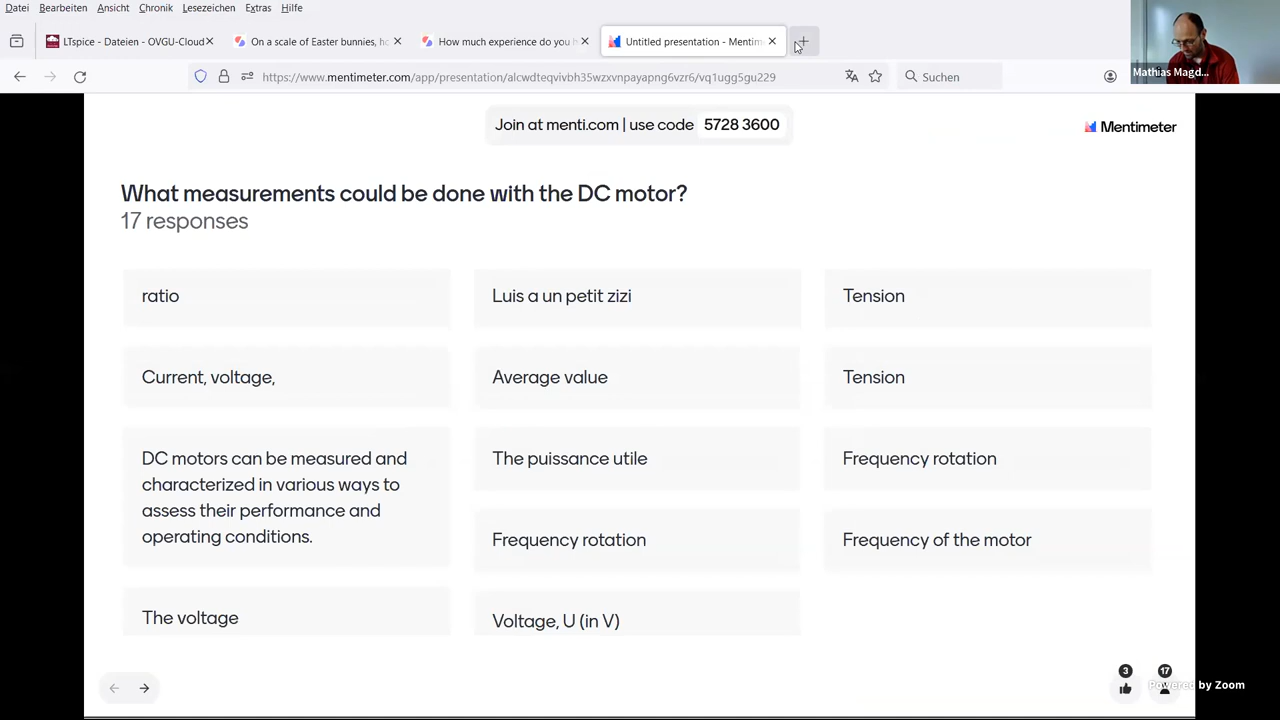 Datei Bearbeiten Ansicht Chronik Lesezeichen Extras Hilfe
LTspice - Dateien - OVGU-Cloud
On a scale of Easter bunnies, ho
How much experience do you h
Untitled presentation - Mentim
https://www.mentimeter.com/app/presentation/alcwdteqvivbh35wzxvnpayapng6vzr6/vq1ugg5gu229
Suchen
Mathias Magd...
Join at menti.com | use code 5728 3600
Mentimeter
What measurements could be done with the DC motor?
17 responses
ratio
Current, voltage,
DC motors can be measured and
characterized in various ways to
assess their performance and
operating conditions.
The voltage
Luis a un petit zizi
Average value
The puissance utile
Frequency rotation
Voltage, U (in V)
Tension
Tension
Frequency rotation
Frequency of the motor
3
17
Powered by Zoom